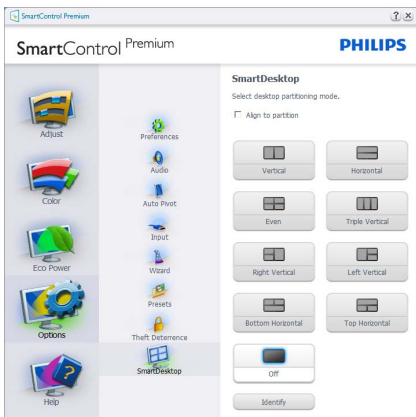 SmartControl Premium
SmartControl Premium
PHILIPS
Adjust
Color
Eco Power
Options
Help
Preferences
Audio
Auto Pivot
Input
Wizard
Presets
Theft Deterrence
SmartDesktop
SmartDesktop
Select desktop partitioning mode.
Align to partition
Vertical
Horizontal
Even
Triple Vertical
Right Vertical
Left Vertical
Bottom Horizontal
Top Horizontal
Off
Identify